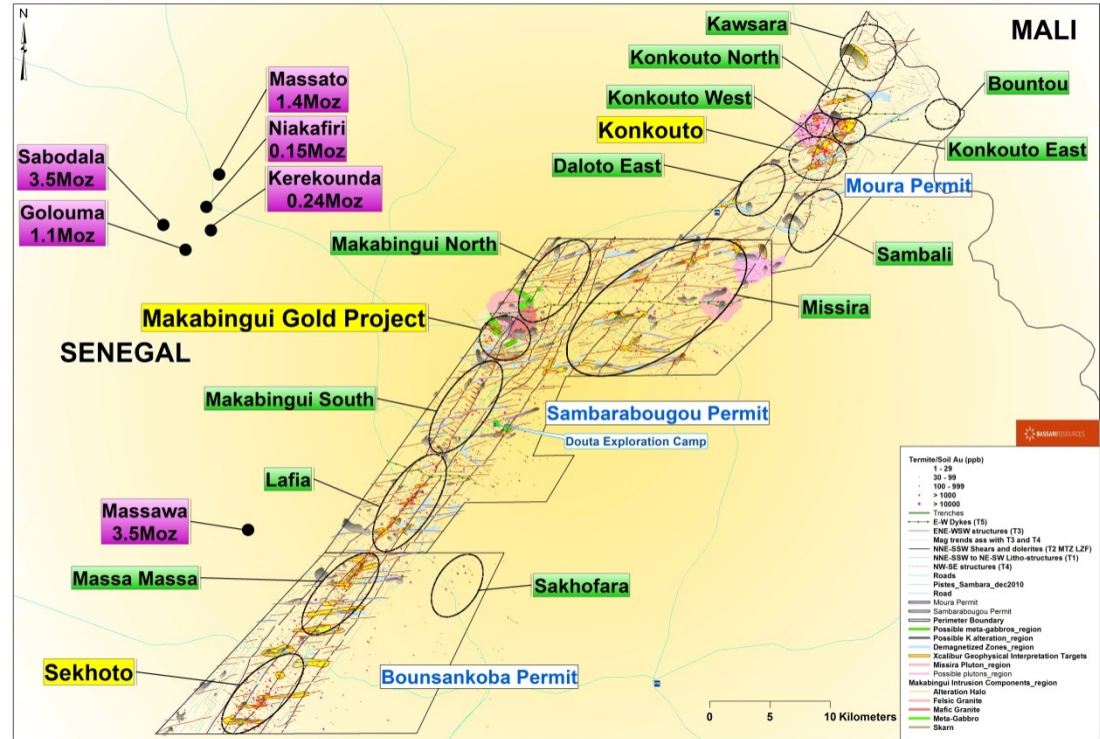 N
MALI
Kawsara
Konkouto North
Konkouto West
Konkouto
Daloto East
Bountou
Konkouto East
Moura Permit
Sambali
Massato
1.4Moz
Niakafiri
0.15Moz
Sabodala
3.5Moz
Kerekounda
0.24Moz
Golouma
1.1Moz
Makabingui North
Missira
Makabingui Gold Project
SENEGAL
Makabingui South
Sambarabougou Permit
Douta Exploration Camp
Lafia
Massawa
3.5Moz
Massa Massa
Sakhofara
Sekhoto
Bounsankoba Permit
0 5 10 Kilometers
BASSARI RESOURCES
Termite/Soil Au (ppb)
1 - 29
30 - 99
100 - 999
> 1000
> 10000
Trenches
E-W Dykes (T5)
ENE-WSW structures (T3)
Mag trends ass with T3 and T4
NNE-SSW Shears and dolerites (T2 MTZ LZF)
NNE-SSW to NE-SW Litho-structures (T1)
NW-SE structures (T4)
Roads
Pistes_Sambara_dec2010
Road
Moura Permit
Sambarabougou Permit
Perimeter Boundary
Possible meta-gabbros_region
Possible K alteration_region
Demagnetized Zones_region
Xcalibur Geophysical Interpretation Targets
Missira Pluton_region
Possible plutons_region
Makabingui Intrusion Components_region
Alteration Halo
Felsic Granite
Mafic Granite
Meta-Gabbro
Skarn